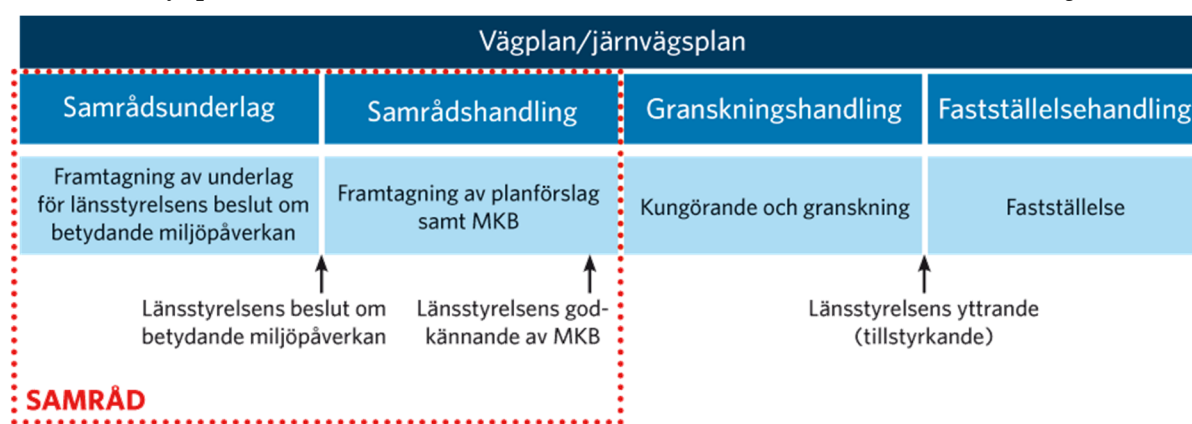 Vägplan/järnvägsplan
Samrådsunderlag
Samrådshandling
Granskningshandling
Fastställelsehandling
Framtagning av underlag
för länsstyrelsens beslut om
betydande miljöpåverkan
Framtagning av planförslag
samt MKB
Kungörande och granskning
Fastställelse
Länsstyrelsens beslut om
betydande miljöpåverkan
Länsstyrelsens god-
kännande av MKB
Länsstyrelsens yttrande
(tillstyrkande)
SAMRÅD